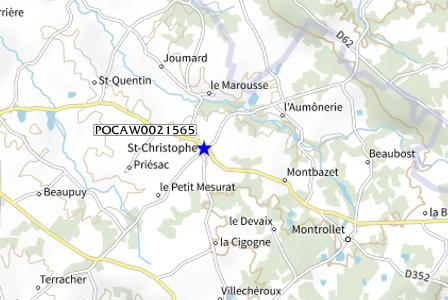 rrière
D62
Joumard
St-Quentin
le Marousse
l'Aumônerie
POCAW0021565
St-Christophe
Beaubost
Priésac
Montbazet
le Petit Mesurat
Beaupuy
la B
le Devaix
Montrollet
la Cigogne
D352
Terracher
Villechéroux